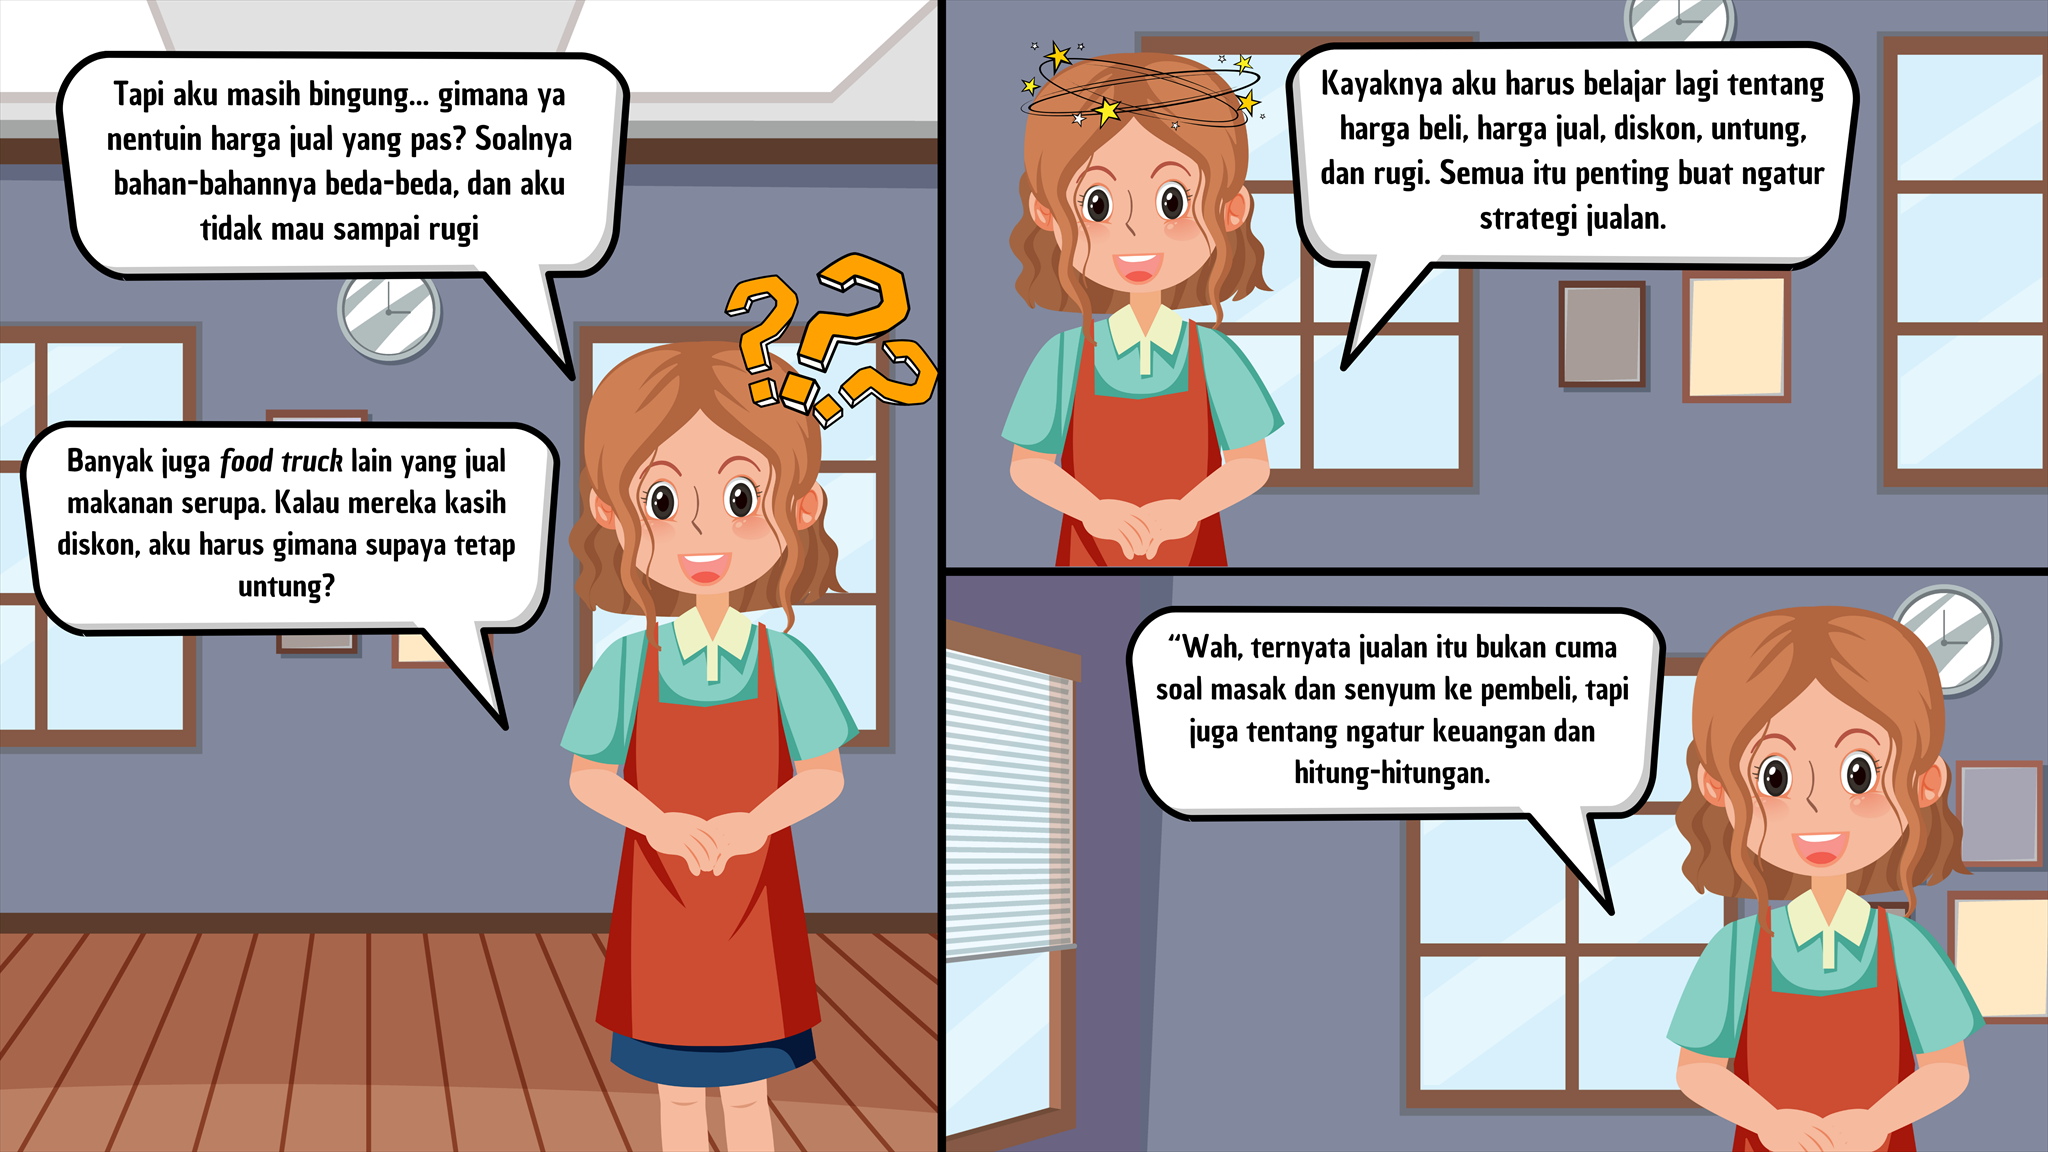 Tapi aku masih bingung... gimana ya
nentuin harga jual yang pas? Soalnya
bahan-bahannya beda-beda, dan aku
tidak mau sampai rugi
Banyak juga food truck lain yang jual
makanan serupa. Kalau mereka kasih
diskon, aku harus gimana supaya tetap
untung?
Kayaknya aku harus belajar lagi tentang
harga beli, harga jual, diskon, untung,
dan rugi. Semua itu penting buat ngatur
strategi jualan.
“Wah, ternyata jualan itu bukan cuma
soal masak dan senyum ke pembeli, tapi
juga tentang ngatur keuangan dan
hitung-hitungan.